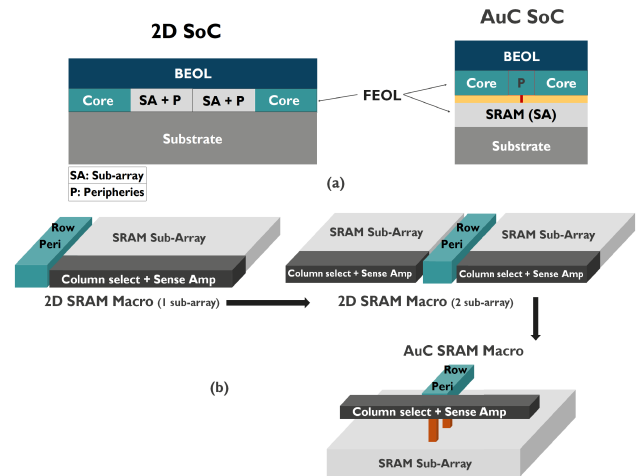 2D SoC
AuC SoC
BEOL
Core
SA + P
SA + P
Core
Substrate
FEOL
BEOL
Core
P
Core
SRAM (SA)
Substrate
SA: Sub-array
P: Peripheries
(a)
Row
Peri
SRAM Sub-Array
Column select + Sense Amp
2D SRAM Macro (1 sub-array)
SRAM Sub-Array
Row
Peri
SRAM Sub-Array
Column select + Sense Amp
Column select + Sense Amp
2D SRAM Macro (2 sub-array)
AuC SRAM Macro
Row
Peri
Column select + Sense Amp
SRAM Sub-Array
(b)